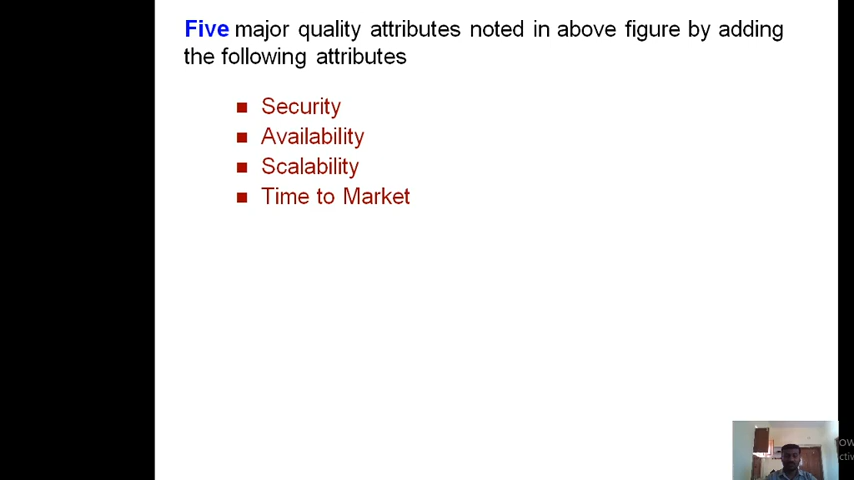 Five major quality attributes noted in above figure by adding
the following attributes
Security
Availability
Scalability
Time to Market